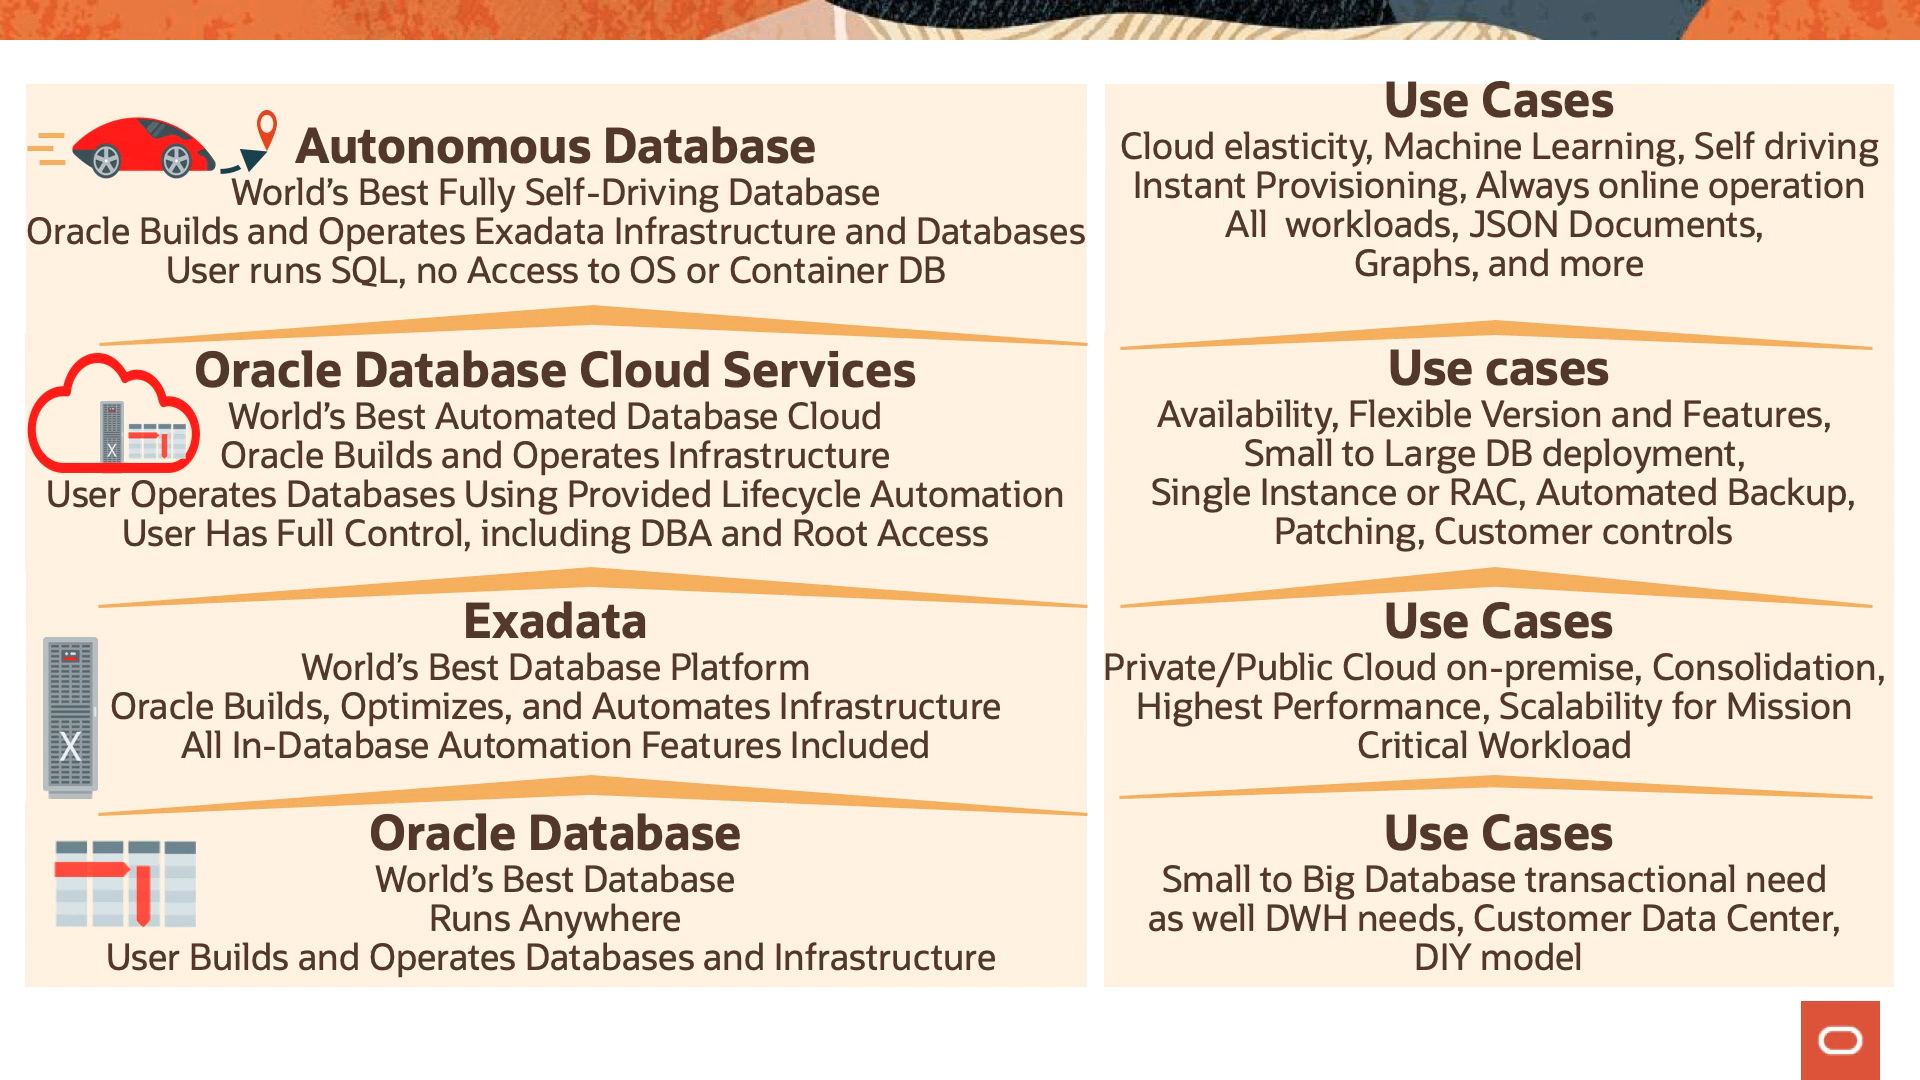 Autonomous Database
World's Best Fully Self-Driving Database
Oracle Builds and Operates Exadata Infrastructure and Databases
User runs SQL, no Access to OS or Container DB
Oracle Database Cloud Services
World's Best Automated Database Cloud
Oracle Builds and Operates Infrastructure
User Operates Databases Using Provided Lifecycle Automation
User Has Full Control, including DBA and Root Access
X
Exadata
World's Best Database Platform
Oracle Builds, Optimizes, and Automates Infrastructure
All In-Database Automation Features Included
X
Oracle Database
World's Best Database
Runs Anywhere
User Builds and Operates Databases and Infrastructure
Use Cases
Cloud elasticity, Machine Learning, Self driving
Instant Provisioning, Always online operation
All  workloads, JSON Documents,
Graphs, and more
Use cases
Availability, Flexible Version and Features,
Small to Large DB deployment,
Single Instance or RAC, Automated Backup,
Patching, Customer controls
Use Cases
Private/Public Cloud on-premise, Consolidation,
Highest Performance, Scalability for Mission
Critical Workload
Use Cases
Small to Big Database transactional need
as well DWH needs, Customer Data Center,
DIY model